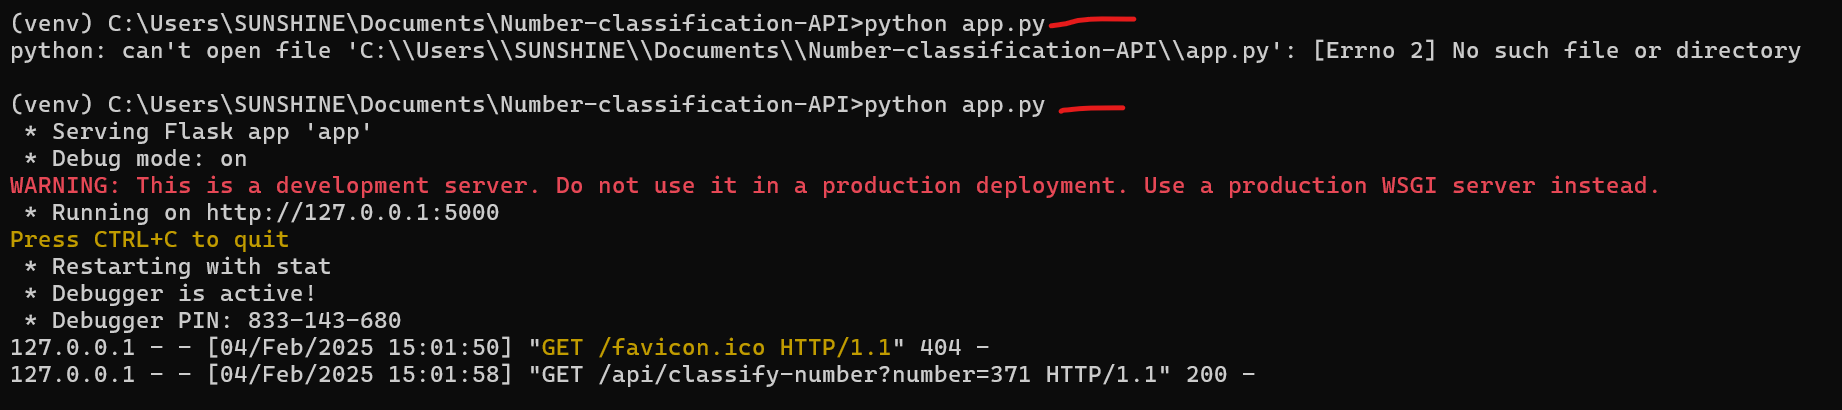 (venv) C:\Users\SUNSHINE\Documents\Number-classification-API>python app.py
python: can't open file 'C:\\Users\\SUNSHINE\\Documents\\Number-classification-API\\app.py': [Errno 2] No such file or directory
(venv) C:\Users\SUNSHINE\Documents\Number-classification-API>python app.py
 * Serving Flask app 'app'
 * Debug mode: on
WARNING: This is a development server. Do not use it in a production deployment. Use a production WSGI server instead.
 * Running on http://127.0.0.1:5000
Press CTRL+C to quit
 * Restarting with stat
 * Debugger is active!
 * Debugger PIN: 833-143-680
127.0.0.1 - - [04/Feb/2025 15:01:50] "GET /favicon.ico HTTP/1.1" 404 -
127.0.0.1 - - [04/Feb/2025 15:01:58] "GET /api/classify-number?number=371 HTTP/1.1" 200 -